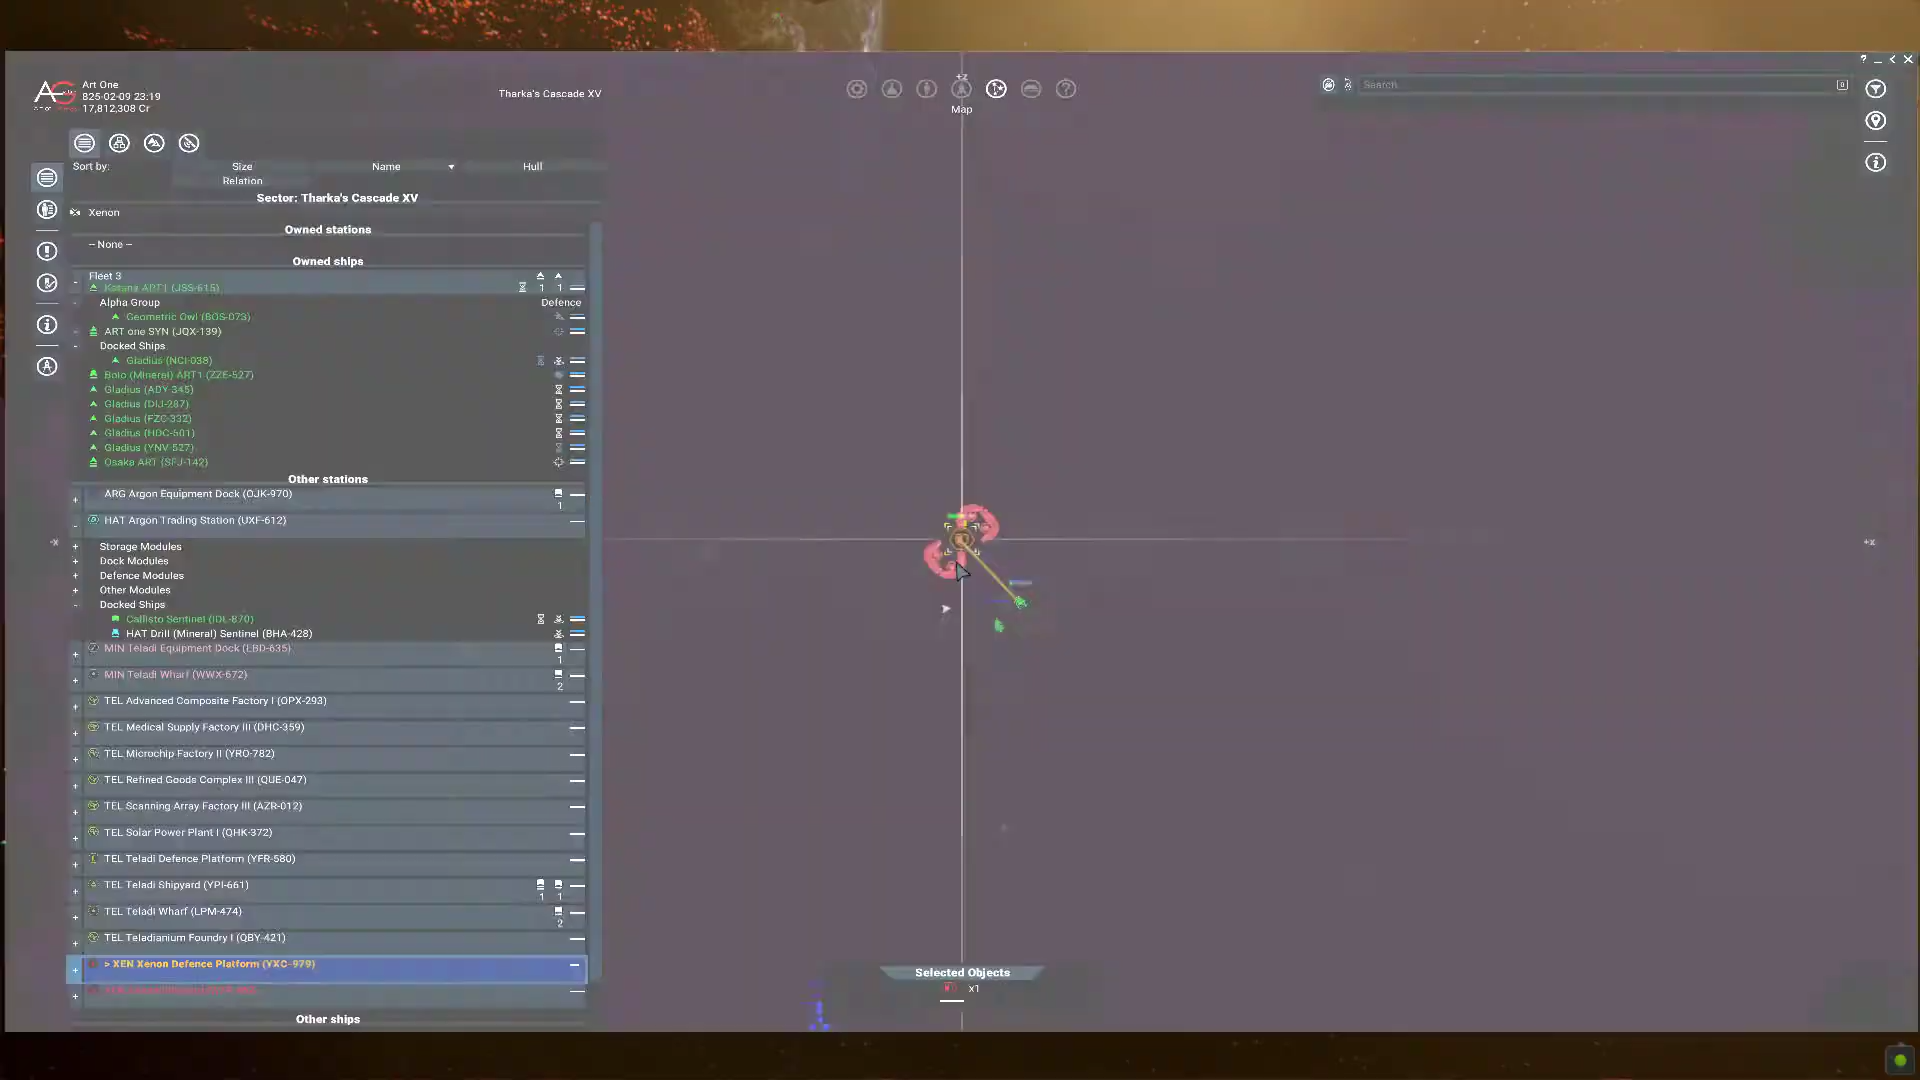 ? _ < ×
Art One
825-02-09 23:19
17,812,308 Cr
Tharka's Cascade XV
+Z
Map
Search...
Sort by:
Size
Name
Hull
Relation
Sector: Tharka's Cascade XV
Xenon
Owned stations
-- None --
Owned ships
Fleet 3
Katana ART1 (JSS-615)
1 1
Alpha Group
Defence
Geometric Owl (BOS-073)
ART one SYN (JQX-139)
Docked Ships
Gladius (NCI-038)
Bolo (Mineral) ART1 (ZZE-527)
Gladius (ADY-345)
Gladius (DIJ-287)
Gladius (FZC-332)
Gladius (HDC-501)
Gladius (YNV-527)
Osaka ART (SFJ-142)
Other stations
ARG Argon Equipment Dock (OJK-970)
1
HAT Argon Trading Station (UXF-612)
-X
+X
Storage Modules
Dock Modules
Defence Modules
Other Modules
Docked Ships
Callisto Sentinel (IDL-870)
HAT Drill (Mineral) Sentinel (BHA-428)
MIN Teladi Equipment Dock (EBD-635)
1
MIN Teladi Wharf (WWX-672)
2
TEL Advanced Composite Factory I (OPX-293)
TEL Medical Supply Factory III (DHC-359)
TEL Microchip Factory II (YRO-782)
TEL Refined Goods Complex III (QUE-047)
TEL Scanning Array Factory III (AZR-012)
TEL Solar Power Plant I (QHK-372)
TEL Teladi Defence Platform (YFR-580)
TEL Teladi Shipyard (YPI-661)
1 1
TEL Teladi Wharf (LPM-474)
2
TEL Teladianium Foundry I (QBY-421)
> XEN Xenon Defence Platform (YXC-979)
Selected Objects
x1
Other ships